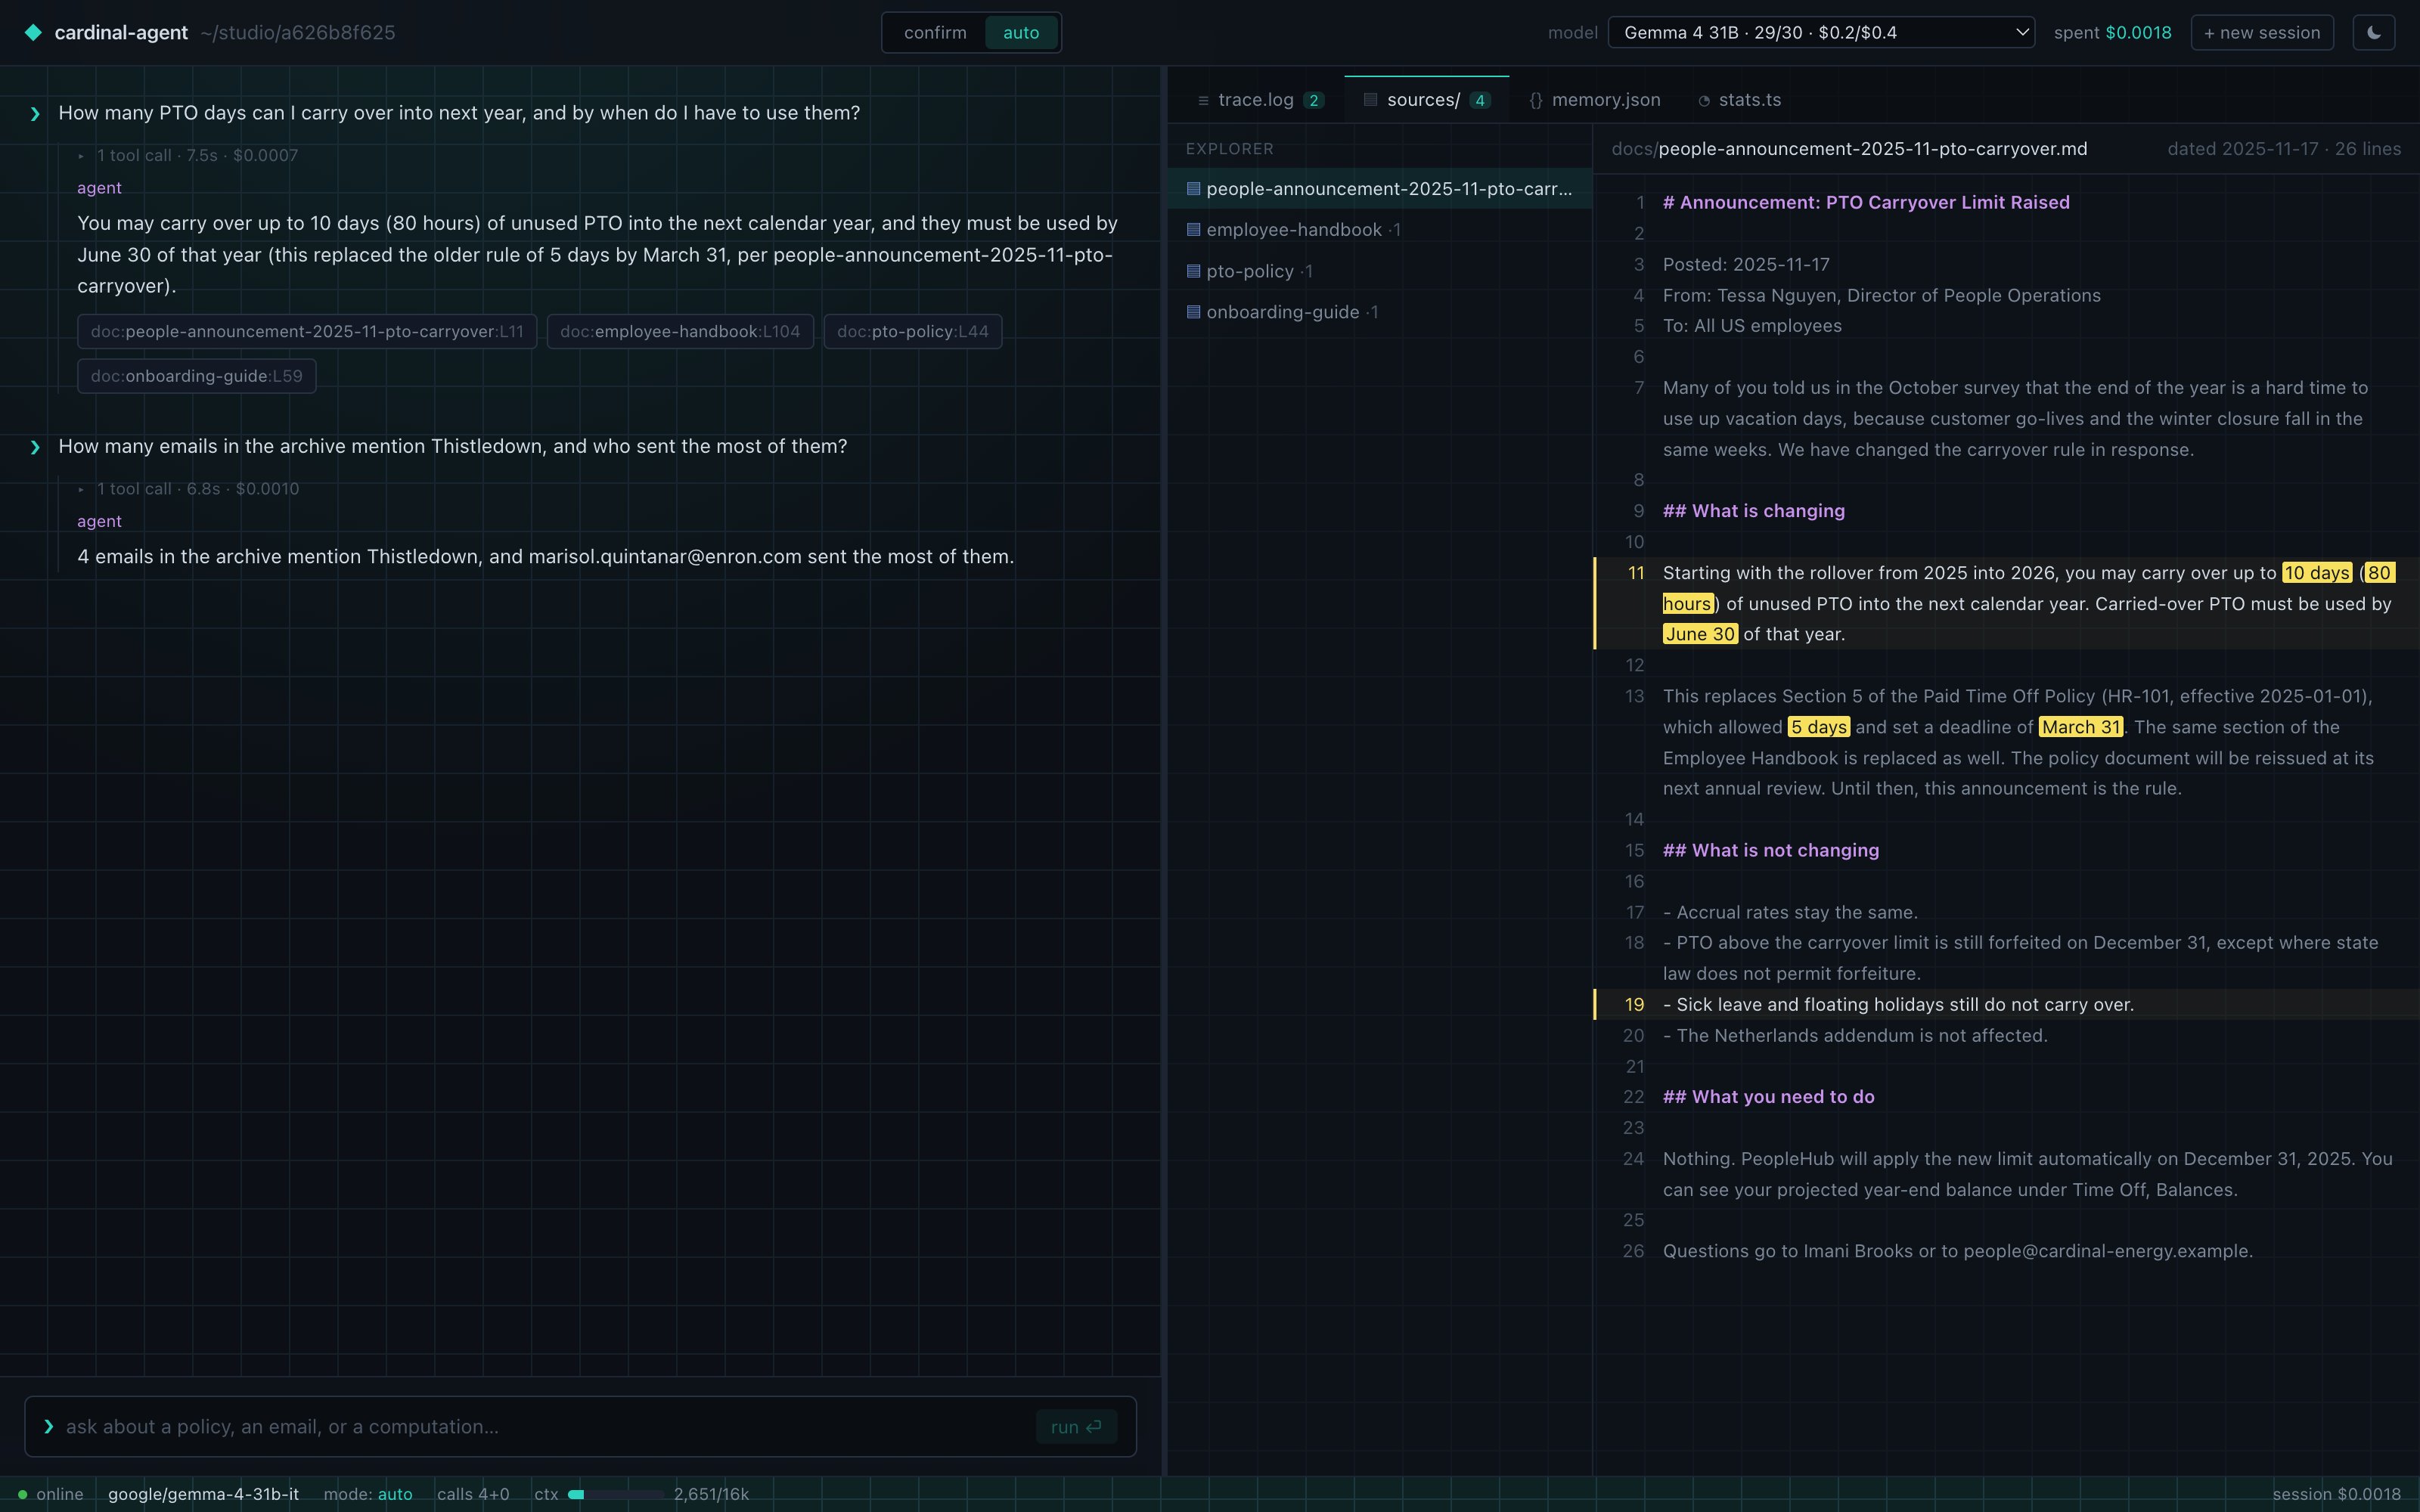 cardinal-agent ~/studio/a626b8f625
confirm auto
model Gemma 4 31B · 29/30 · $0.2/$0.4 spent $0.0018 + new session
❯ How many PTO days can I carry over into next year, and by when do I have to use them?
▸ 1 tool call · 7.5s · $0.0007
agent
You may carry over up to 10 days (80 hours) of unused PTO into the next calendar year, and they must be used by
June 30 of that year (this replaced the older rule of 5 days by March 31, per people-announcement-2025-11-pto-
carryover).
doc:people-announcement-2025-11-pto-carryover:L11 doc:employee-handbook:L104 doc:pto-policy:L44
doc:onboarding-guide:L59
❯ How many emails in the archive mention Thistledown, and who sent the most of them?
▸ 1 tool call · 6.8s · $0.0010
agent
4 emails in the archive mention Thistledown, and marisol.quintanar@enron.com sent the most of them.
❯ ask about a policy, an email, or a computation...
run ⏎
≡ trace.log 2 sources/ 4 {} memory.json stats.ts
EXPLORER
people-announcement-2025-11-pto-carr...
employee-handbook ·1
pto-policy ·1
onboarding-guide ·1
docs/people-announcement-2025-11-pto-carryover.md dated 2025-11-17 · 26 lines
1 # Announcement: PTO Carryover Limit Raised
2
3 Posted: 2025-11-17
4 From: Tessa Nguyen, Director of People Operations
5 To: All US employees
6
7 Many of you told us in the October survey that the end of the year is a hard time to
use up vacation days, because customer go-lives and the winter closure fall in the
same weeks. We have changed the carryover rule in response.
8
9 ## What is changing
10
11 Starting with the rollover from 2025 into 2026, you may carry over up to 10 days (80
hours) of unused PTO into the next calendar year. Carried-over PTO must be used by
June 30 of that year.
12
13 This replaces Section 5 of the Paid Time Off Policy (HR-101, effective 2025-01-01),
which allowed 5 days and set a deadline of March 31. The same section of the
Employee Handbook is replaced as well. The policy document will be reissued at its
next annual review. Until then, this announcement is the rule.
14
15 ## What is not changing
16
17 - Accrual rates stay the same.
18 - PTO above the carryover limit is still forfeited on December 31, except where state
law does not permit forfeiture.
19 - Sick leave and floating holidays still do not carry over.
20 - The Netherlands addendum is not affected.
21
22 ## What you need to do
23
24 Nothing. PeopleHub will apply the new limit automatically on December 31, 2025. You
can see your projected year-end balance under Time Off, Balances.
25
26 Questions go to Imani Brooks or to people@cardinal-energy.example.
online google/gemma-4-31b-it mode: auto calls 4+0 ctx 2,651/16k session $0.0018